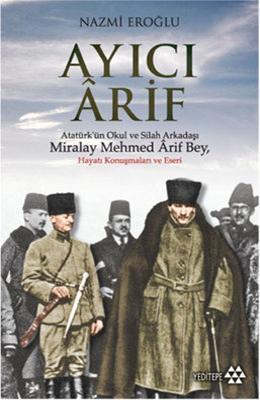 NAZMİ EROĞLU
AYICI
ÂRİF
Atatürk'ün Okul ve Silah Arkadaşı
Miralay Mehmed Ârif Bey,
Hayatı Konuşmaları ve Eseri
YEDİTEPE